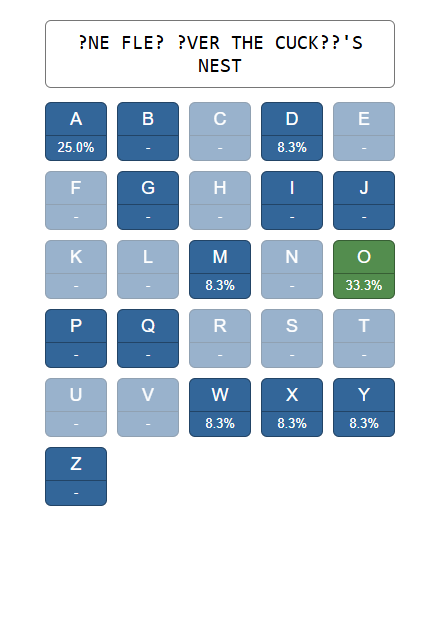 ?NE FLE? ?VER THE CUCK??'S
NEST
A B C D E
25.0% - - 8.3% -
F G H I J
- - - - -
K L M N O
- - 8.3% - 33.3%
P Q R S T
- - - - -
U V W X Y
- - 8.3% 8.3% 8.3%
Z
-